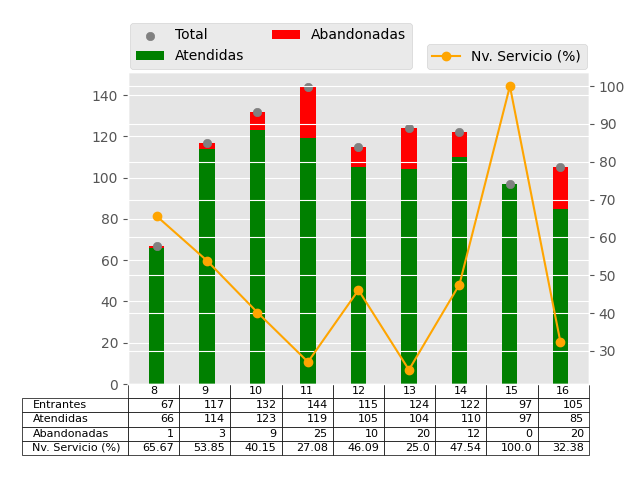 Total Abandonadas
Atendidas
Nv. Servicio (%)
140
120
100
80
60
40
20
0
100
90
80
70
60
50
40
30
8 9 10 11 12 13 14 15 16
Entrantes 67 117 132 144 115 124 122 97 105
Atendidas 66 114 123 119 105 104 110 97 85
Abandonadas 1 3 9 25 10 20 12 0 20
Nv. Servicio (%) 65.67 53.85 40.15 27.08 46.09 25.0 47.54 100.0 32.38